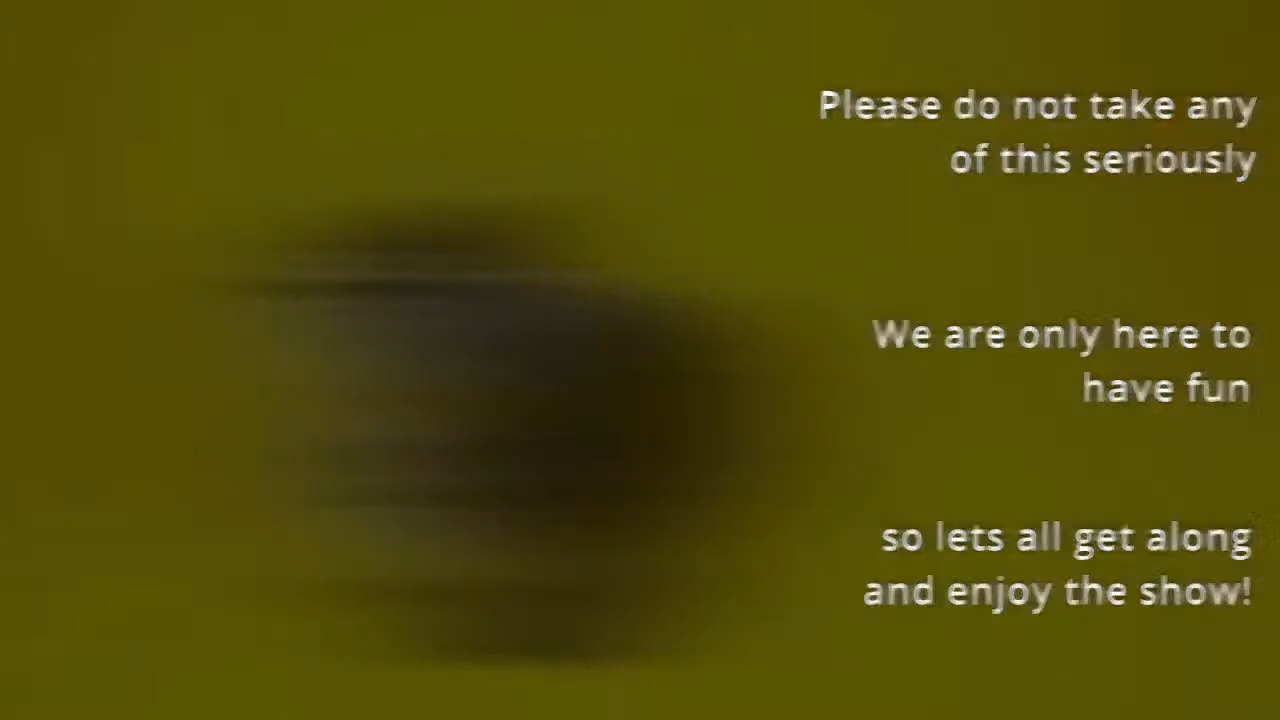 Please do not take any
of this seriously
We are only here to
have fun
so lets all get along
and enjoy the show!